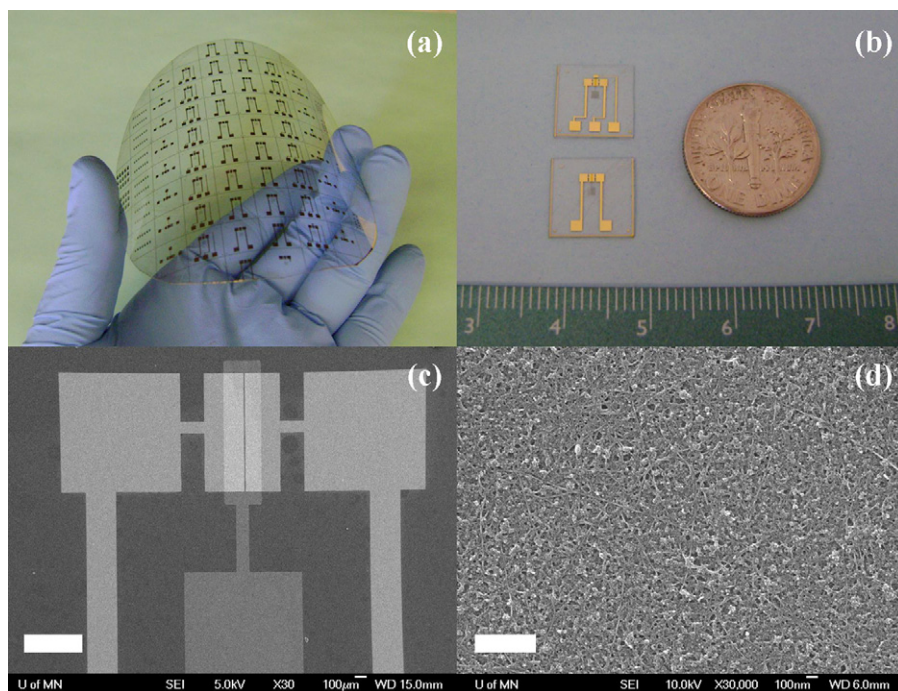 (a)
(b)
3 4 5 6 7 8
(c)
U of MN SEI 5.0kV X30 100µm WD 15.0mm
(d)
U of MN SEI 10.0kV X30,000 100nm WD 6.0mm